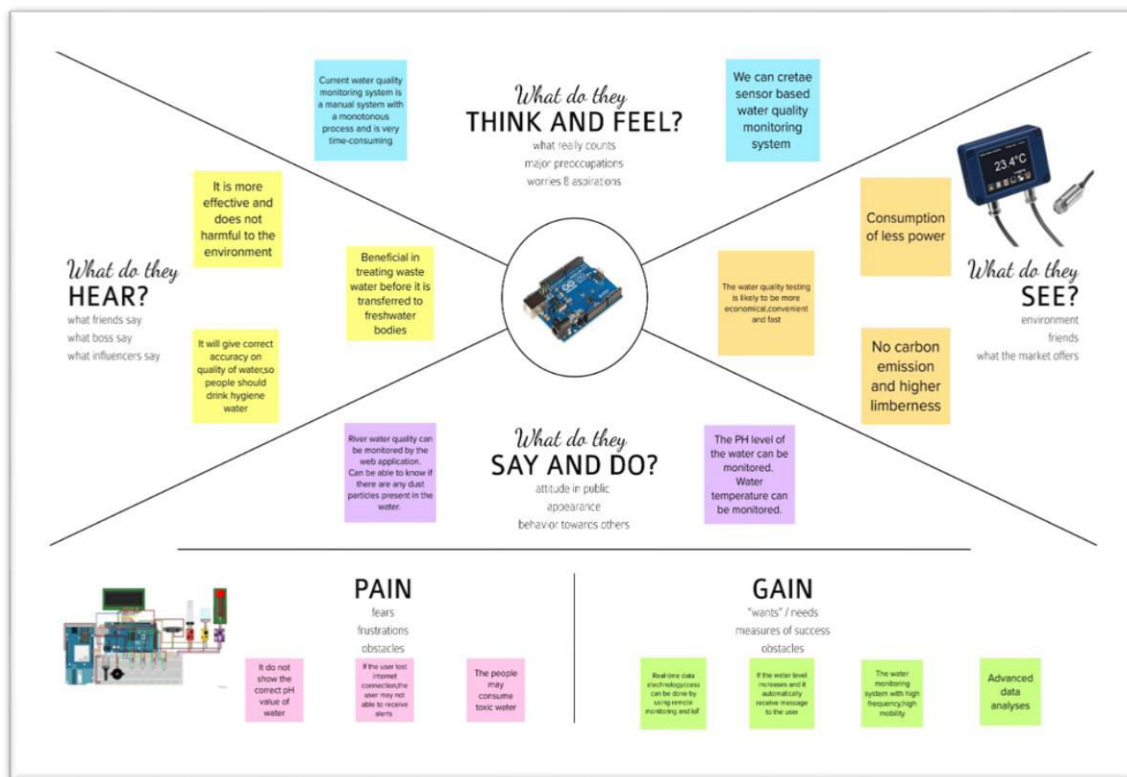 Current water quality
monitoring system is
a manual system with
a monotonous
process and is very
time-consuming
What do they
THINK AND FEEL?
what really counts
major preoccupations
worries & aspirations
We can cretae
sensor based
water quality
monitoring
system
It is more
effective and
does not
harmful to the
environment
What do they
HEAR?
what friends say
what boss say
what influencers say
Beneficial in
treating waste
water before it is
transferred to
freshwater
bodies
It will give correct
accuracy on
quality of water,so
people should
drink hygiene
water
23.4°C
Consumption
of less power
The water quality testing
is likely to be more
economical,convenient
and fast
What do they
SEE?
environment
friends
what the market offers
No carbon
emission
and higher
limberness
River water quality can
be monitored by the
web application.
Can be able to know if
there are any dust
particles present in the
water.
What do they
SAY AND DO?
attitude in public
appearance
behavior towards others
The PH level of
the water can be
monitored.
Water
temperature can
be monitored.
PAIN
fears
frustrations
obstacles
It do not
show the
correct pH
value of
water
If the user lost
internet
connection,the
user may not
able to receive
alerts
The people
may
consume
toxic water
GAIN
"wants" / needs
measures of success
obstacles
Real-time data
can be done by
using remote
monitoring and IoT
If the water level
increases and it
automatically
receive message
to the user
The water
monitoring
system with high
frequency,high
mobility
Advanced
data
analyses